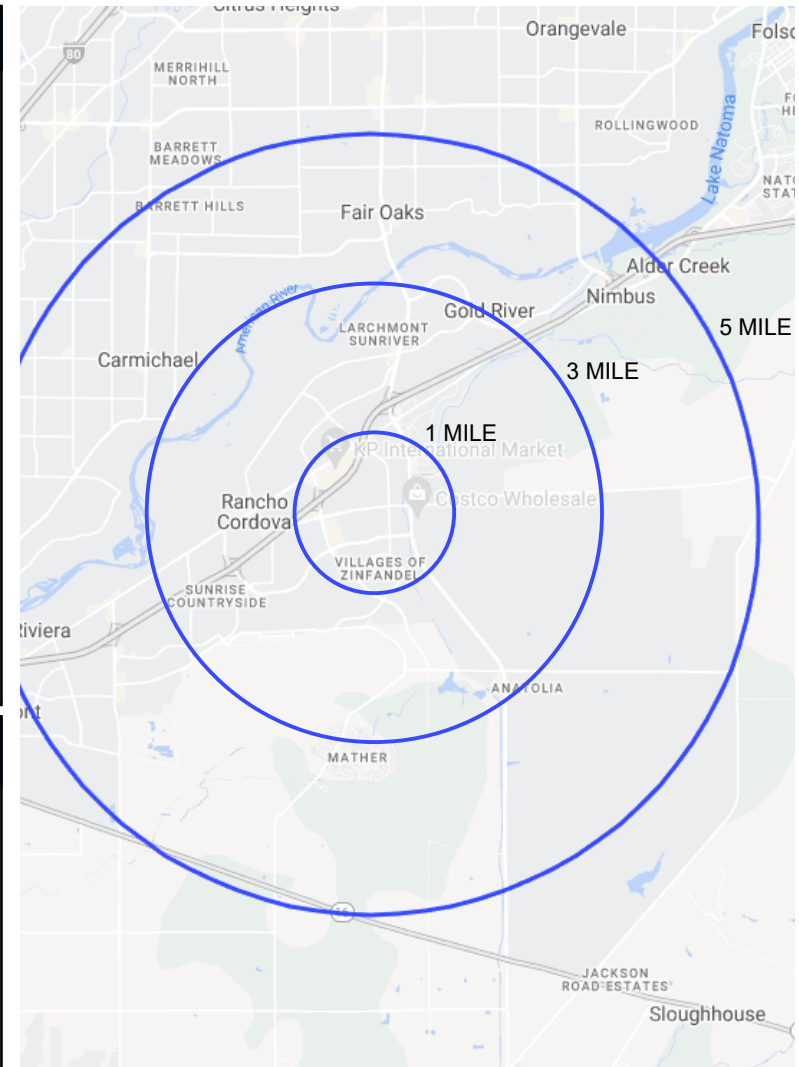 Citrus Heights
Orangevale
Folso
80
MERRIHILL
NORTH
ROLLINGWOOD
Lake Natoma
BARRETT
MEADOWS
NATO
STAT
BARRETT HILLS
Fair Oaks
Alder Creek
Nimbus
American River
Gold River
5 MILE
LARCHMONT
SUNRIVER
Carmichael
3 MILE
1 MILE
KP International Market
Costco Wholesale
Rancho
Cordova
VILLAGES OF
ZINFANDEL
SUNRISE
COUNTRYSIDE
Riviera
ANATOLIA
ont
MATHER
16
JACKSON
ROAD ESTATES
Sloughhouse